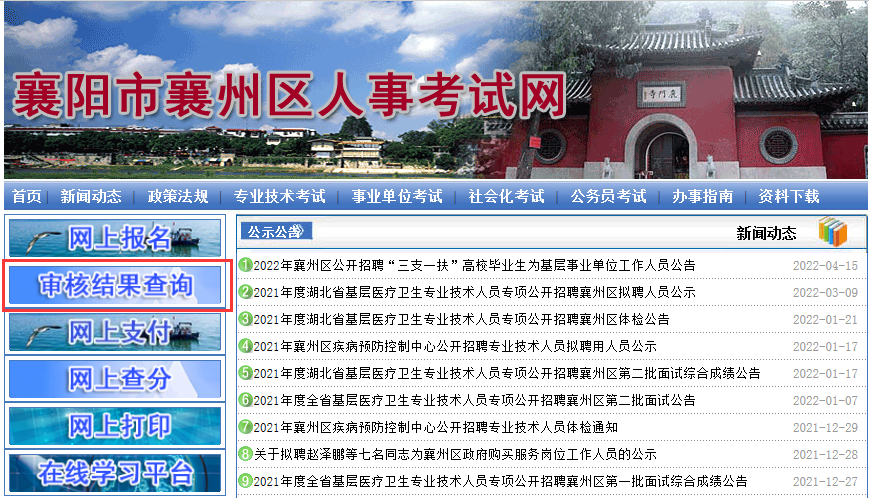 襄阳市襄州区人事考试网
鹿門寺
首页 | 新闻动态 | 政策法规 | 专业技术考试 | 事业单位考试 | 社会化考试 | 公务员考试 | 办事指南 | 资料下载
网上报名
审核结果查询
网上支付
网上查分
网上打印
在线学习平台
公示公告
新闻动态
1 2022年襄州区公开招聘“三支一扶”高校毕业生为基层事业单位工作人员公告 2022-04-15
2 2021年度湖北省基层医疗卫生专业技术人员专项公开招聘襄州区拟聘人员公示 2022-03-09
3 2021年度湖北省基层医疗卫生专业技术人员专项公开招聘襄州区体检公告 2022-01-21
4 2021年襄州区疾病预防控制中心公开招聘专业技术人员拟聘用人员公示 2022-01-17
5 2021年度湖北省基层医疗卫生专业技术人员专项公开招聘襄州区第二批面试综合成绩公告 2022-01-17
6 2021年度全省基层医疗卫生专业技术人员专项公开招聘襄州区第二批面试公告 2022-01-07
7 2021年襄州区疾病预防控制中心公开招聘专业技术人员体检通知 2021-12-29
8 关于拟聘赵泽鹏等七名同志为襄州区政府购买服务岗位工作人员的公示 2021-12-28
9 2021年度全省基层医疗卫生专业技术人员专项公开招聘襄州区第一批面试综合成绩公告 2021-12-27